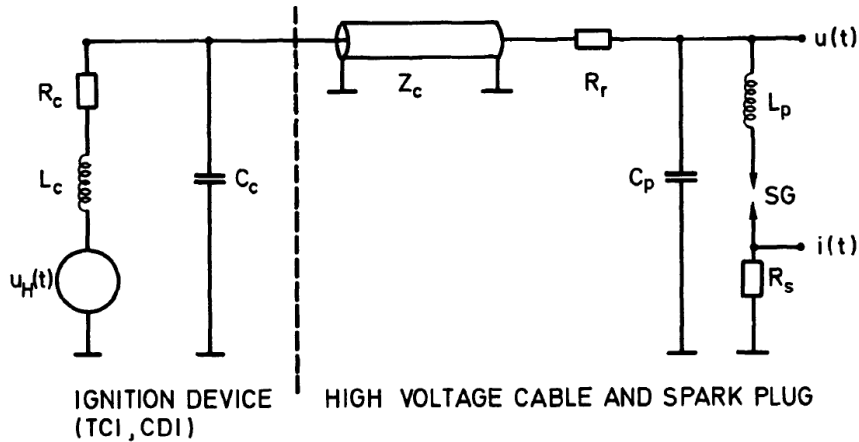 u(t)
R_c
Z_c
R_r
L_p
L_c
C_c
C_p
SG
u_H(t)
i(t)
R_s
IGNITION DEVICE
(TCI, CDI)
HIGH VOLTAGE CABLE AND SPARK PLUG